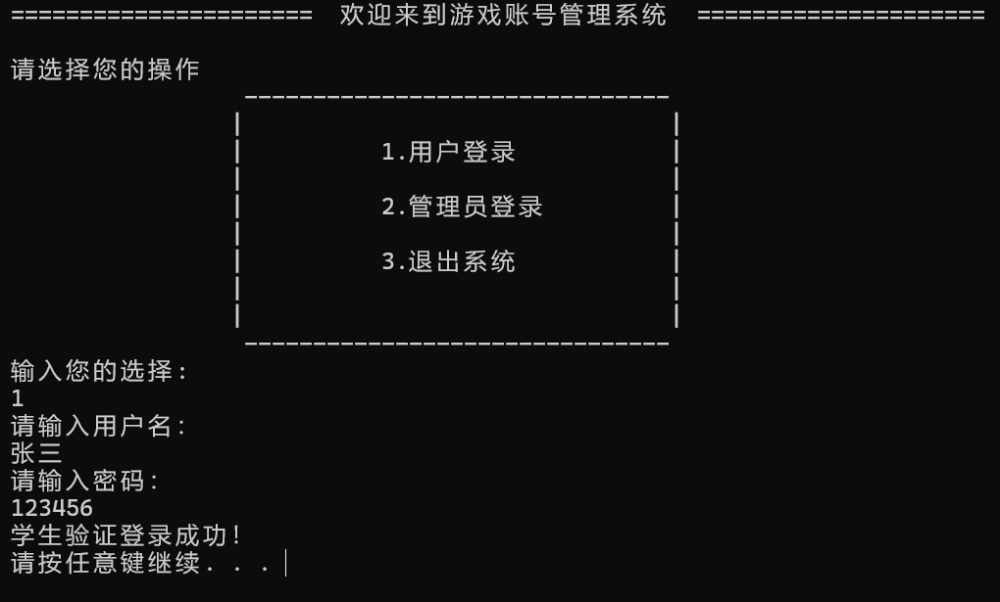 ====================== 欢迎来到游戏账号管理系统 =====================
请选择您的操作
-------------------------------
|                                |
|          1.用户登录            |
|                                |
|          2.管理员登录          |
|                                |
|          3.退出系统            |
|                                |
|                                |
-------------------------------
输入您的选择:
1
请输入用户名:
张三
请输入密码:
123456
学生验证登录成功!
请按任意键继续. . .